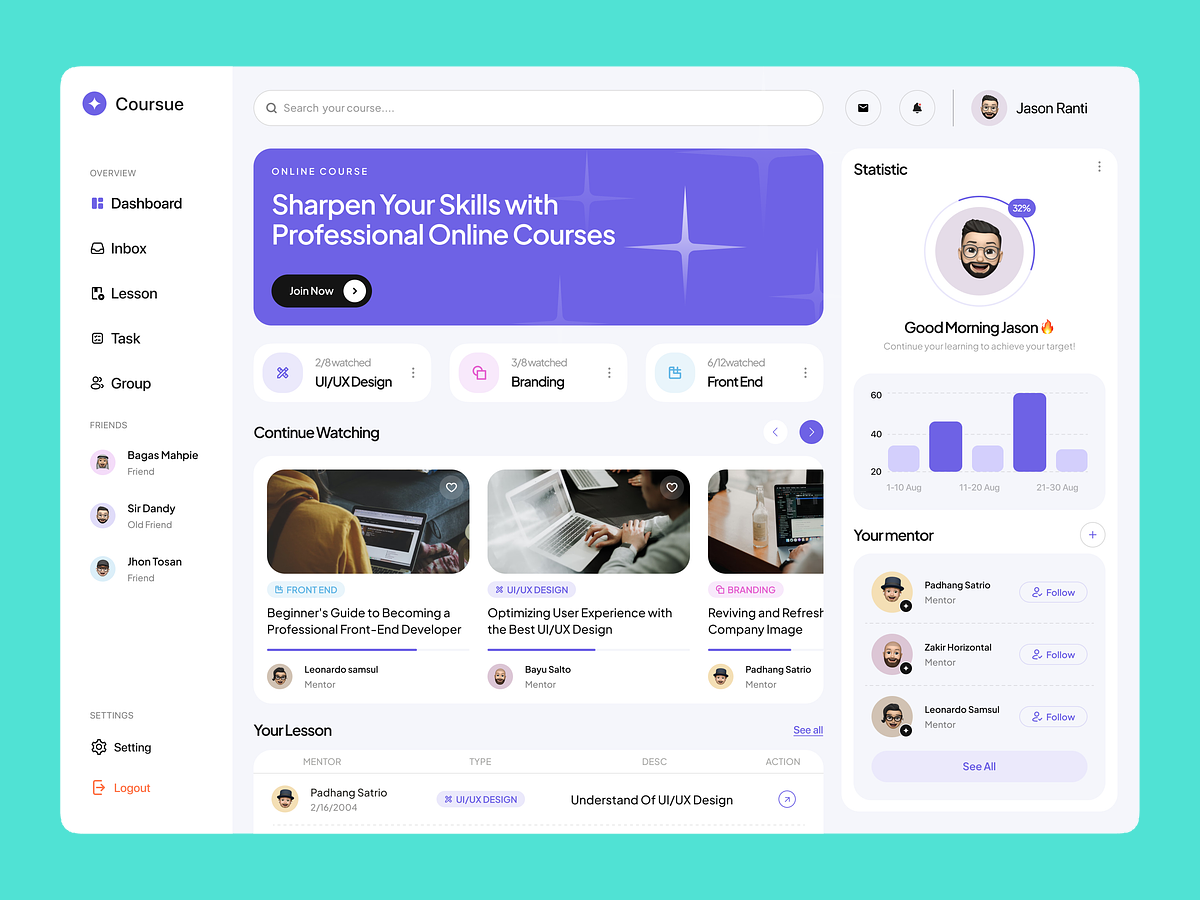 Coursue
OVERVIEW
Dashboard
Inbox
Lesson
Task
Group
FRIENDS
Bagas Mahpie
Friend
Sir Dandy
Old Friend
Jhon Tosan
Friend
SETTINGS
Setting
Logout
Search your course....
Jason Ranti
ONLINE COURSE
Sharpen Your Skills with
Professional Online Courses
Join Now
2/8 watched
UI/UX Design
3/8 watched
Branding
6/12 watched
Front End
Continue Watching
FRONT END
Beginner's Guide to Becoming a
Professional Front-End Developer
Leonardo samsul
Mentor
UI/UX DESIGN
Optimizing User Experience with
the Best UI/UX Design
Bayu Salto
Mentor
BRANDING
Reviving and Refresh
Company Image
Padhang Satrio
Mentor
Your Lesson
See all
MENTOR
TYPE
DESC
ACTION
Padhang Satrio
2/16/2004
UI/UX DESIGN
Understand Of UI/UX Design
Statistic
32%
Good Morning Jason 🔥
Continue your learning to achieve your target!
60
40
20
1-10 Aug
11-20 Aug
21-30 Aug
Your mentor
Padhang Satrio
Mentor
Follow
Zakir Horizontal
Mentor
Follow
Leonardo Samsul
Mentor
Follow
See All